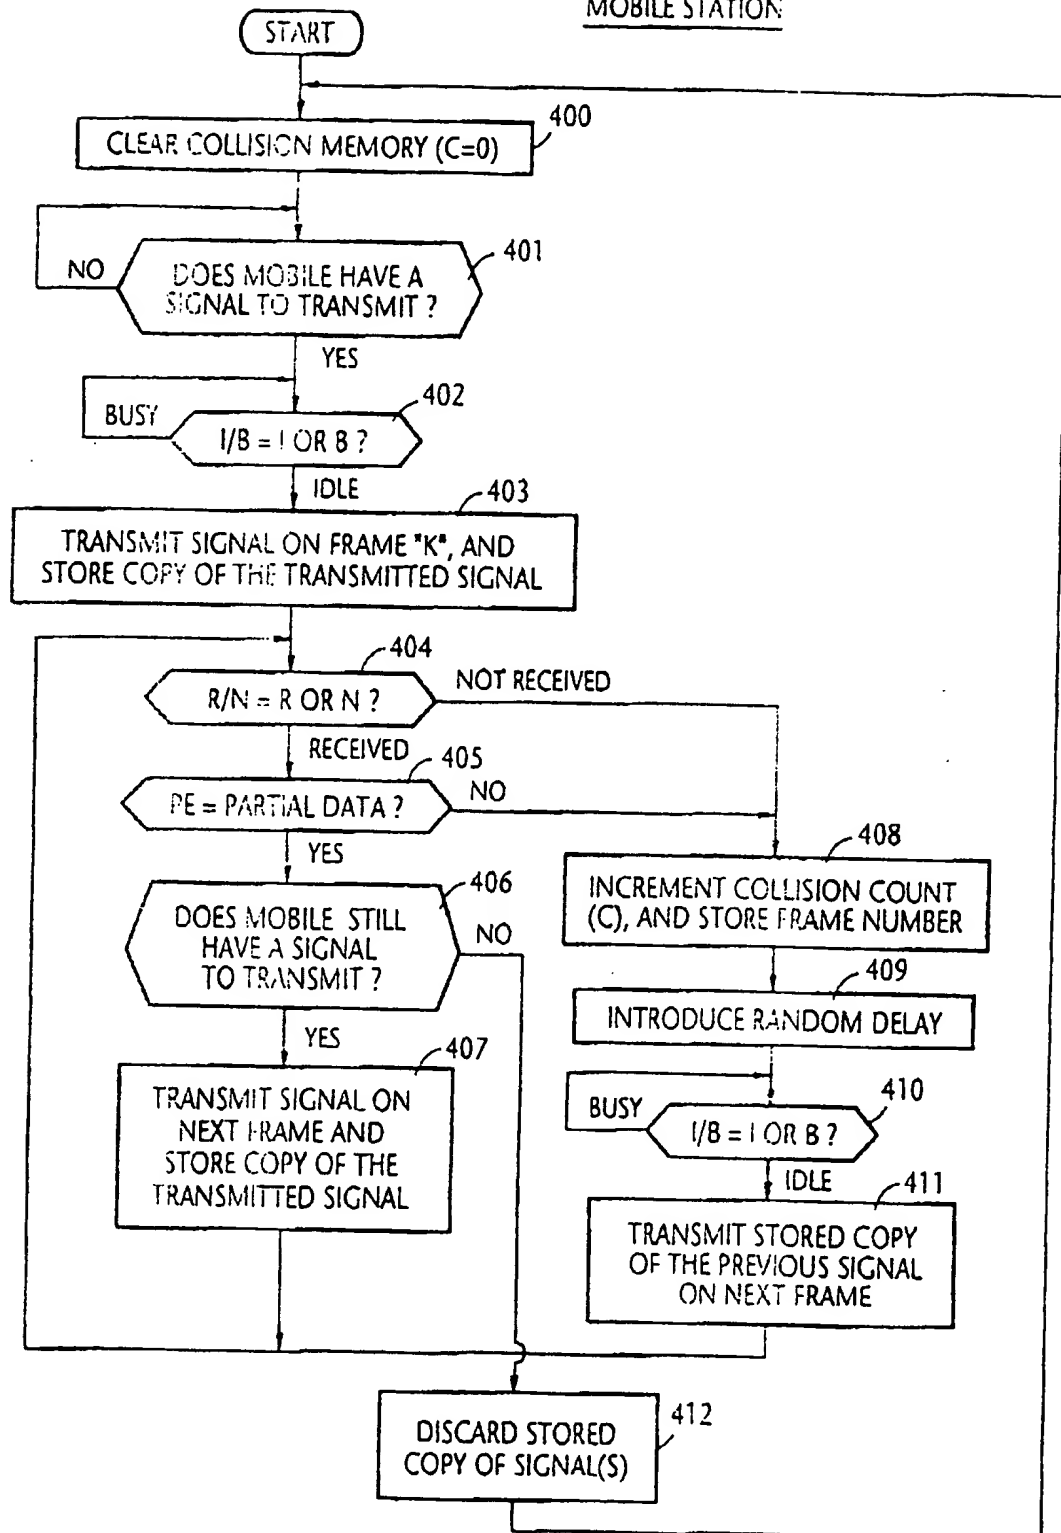 MOBILE STATION
START
400
CLEAR COLLISION MEMORY (C=0)
401
NO
DOES MOBILE HAVE A
SIGNAL TO TRANSMIT ?
YES
402
BUSY
I/B = I OR B ?
IDLE
403
TRANSMIT SIGNAL ON FRAME "K", AND
STORE COPY OF THE TRANSMITTED SIGNAL
404
R/N = R OR N ?
NOT RECEIVED
RECEIVED
405
PE = PARTIAL DATA ?
NO
YES
406
DOES MOBILE STILL
HAVE A SIGNAL
TO TRANSMIT ?
NO
YES
407
TRANSMIT SIGNAL ON
NEXT FRAME AND
STORE COPY OF THE
TRANSMITTED SIGNAL
408
INCREMENT COLLISION COUNT
(C), AND STORE FRAME NUMBER
409
INTRODUCE RANDOM DELAY
410
BUSY
I/B = I OR B ?
IDLE
411
TRANSMIT STORED COPY
OF THE PREVIOUS SIGNAL
ON NEXT FRAME
412
DISCARD STORED
COPY OF SIGNAL(S)